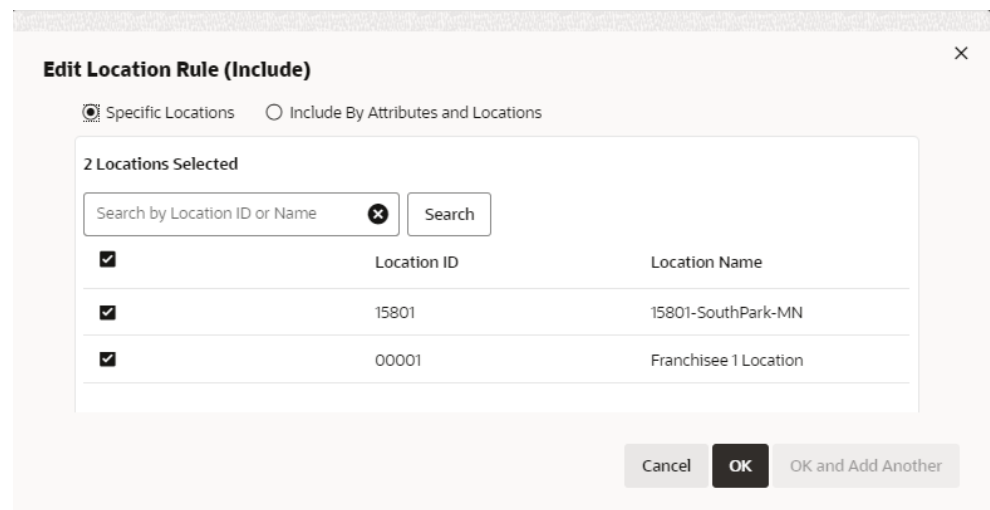 Edit Location Rule (Include)
Specific Locations Include By Attributes and Locations
2 Locations Selected
Search by Location ID or Name Search
Location ID Location Name
15801 15801-SouthPark-MN
00001 Franchisee 1 Location
Cancel OK OK and Add Another